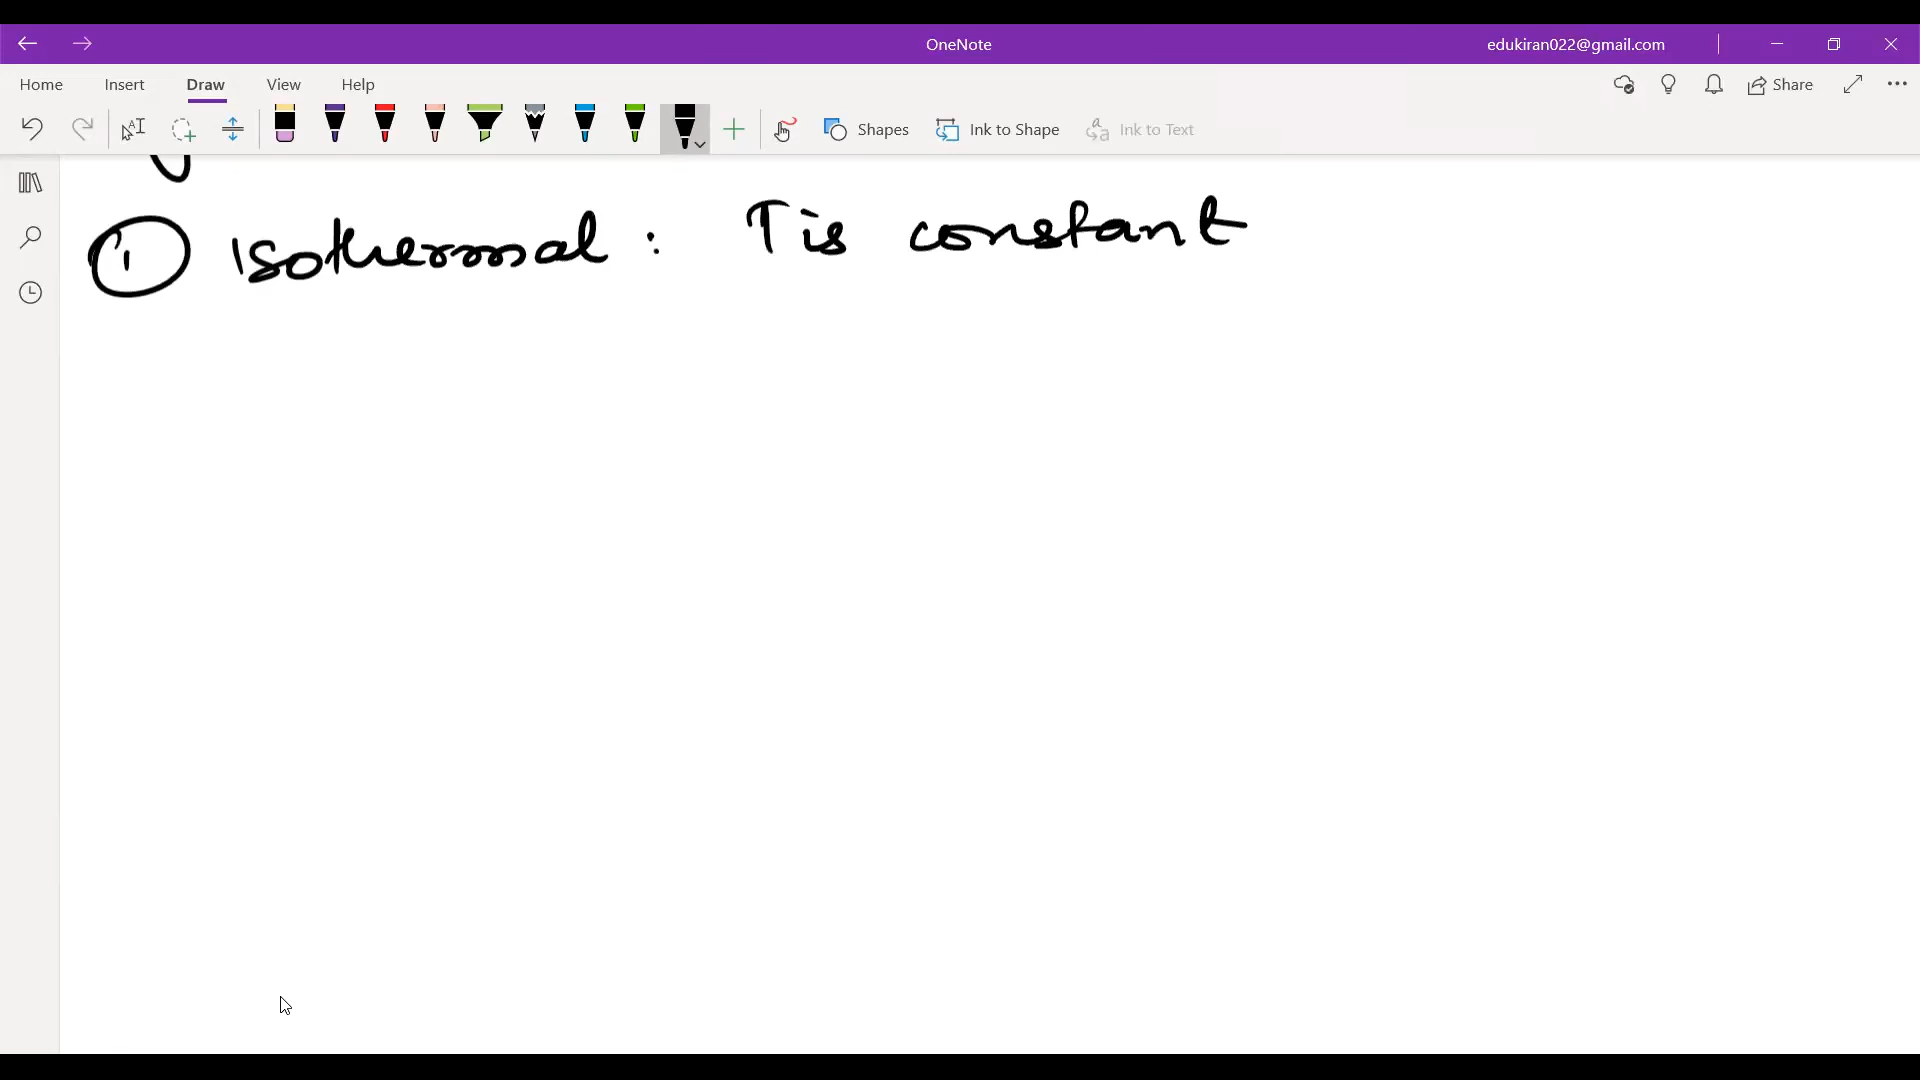 OneNote
edukiran022@gmail.com
Home Insert Draw View Help
Share
Shapes Ink to Shape Ink to Text
① Isothermal : T is constant